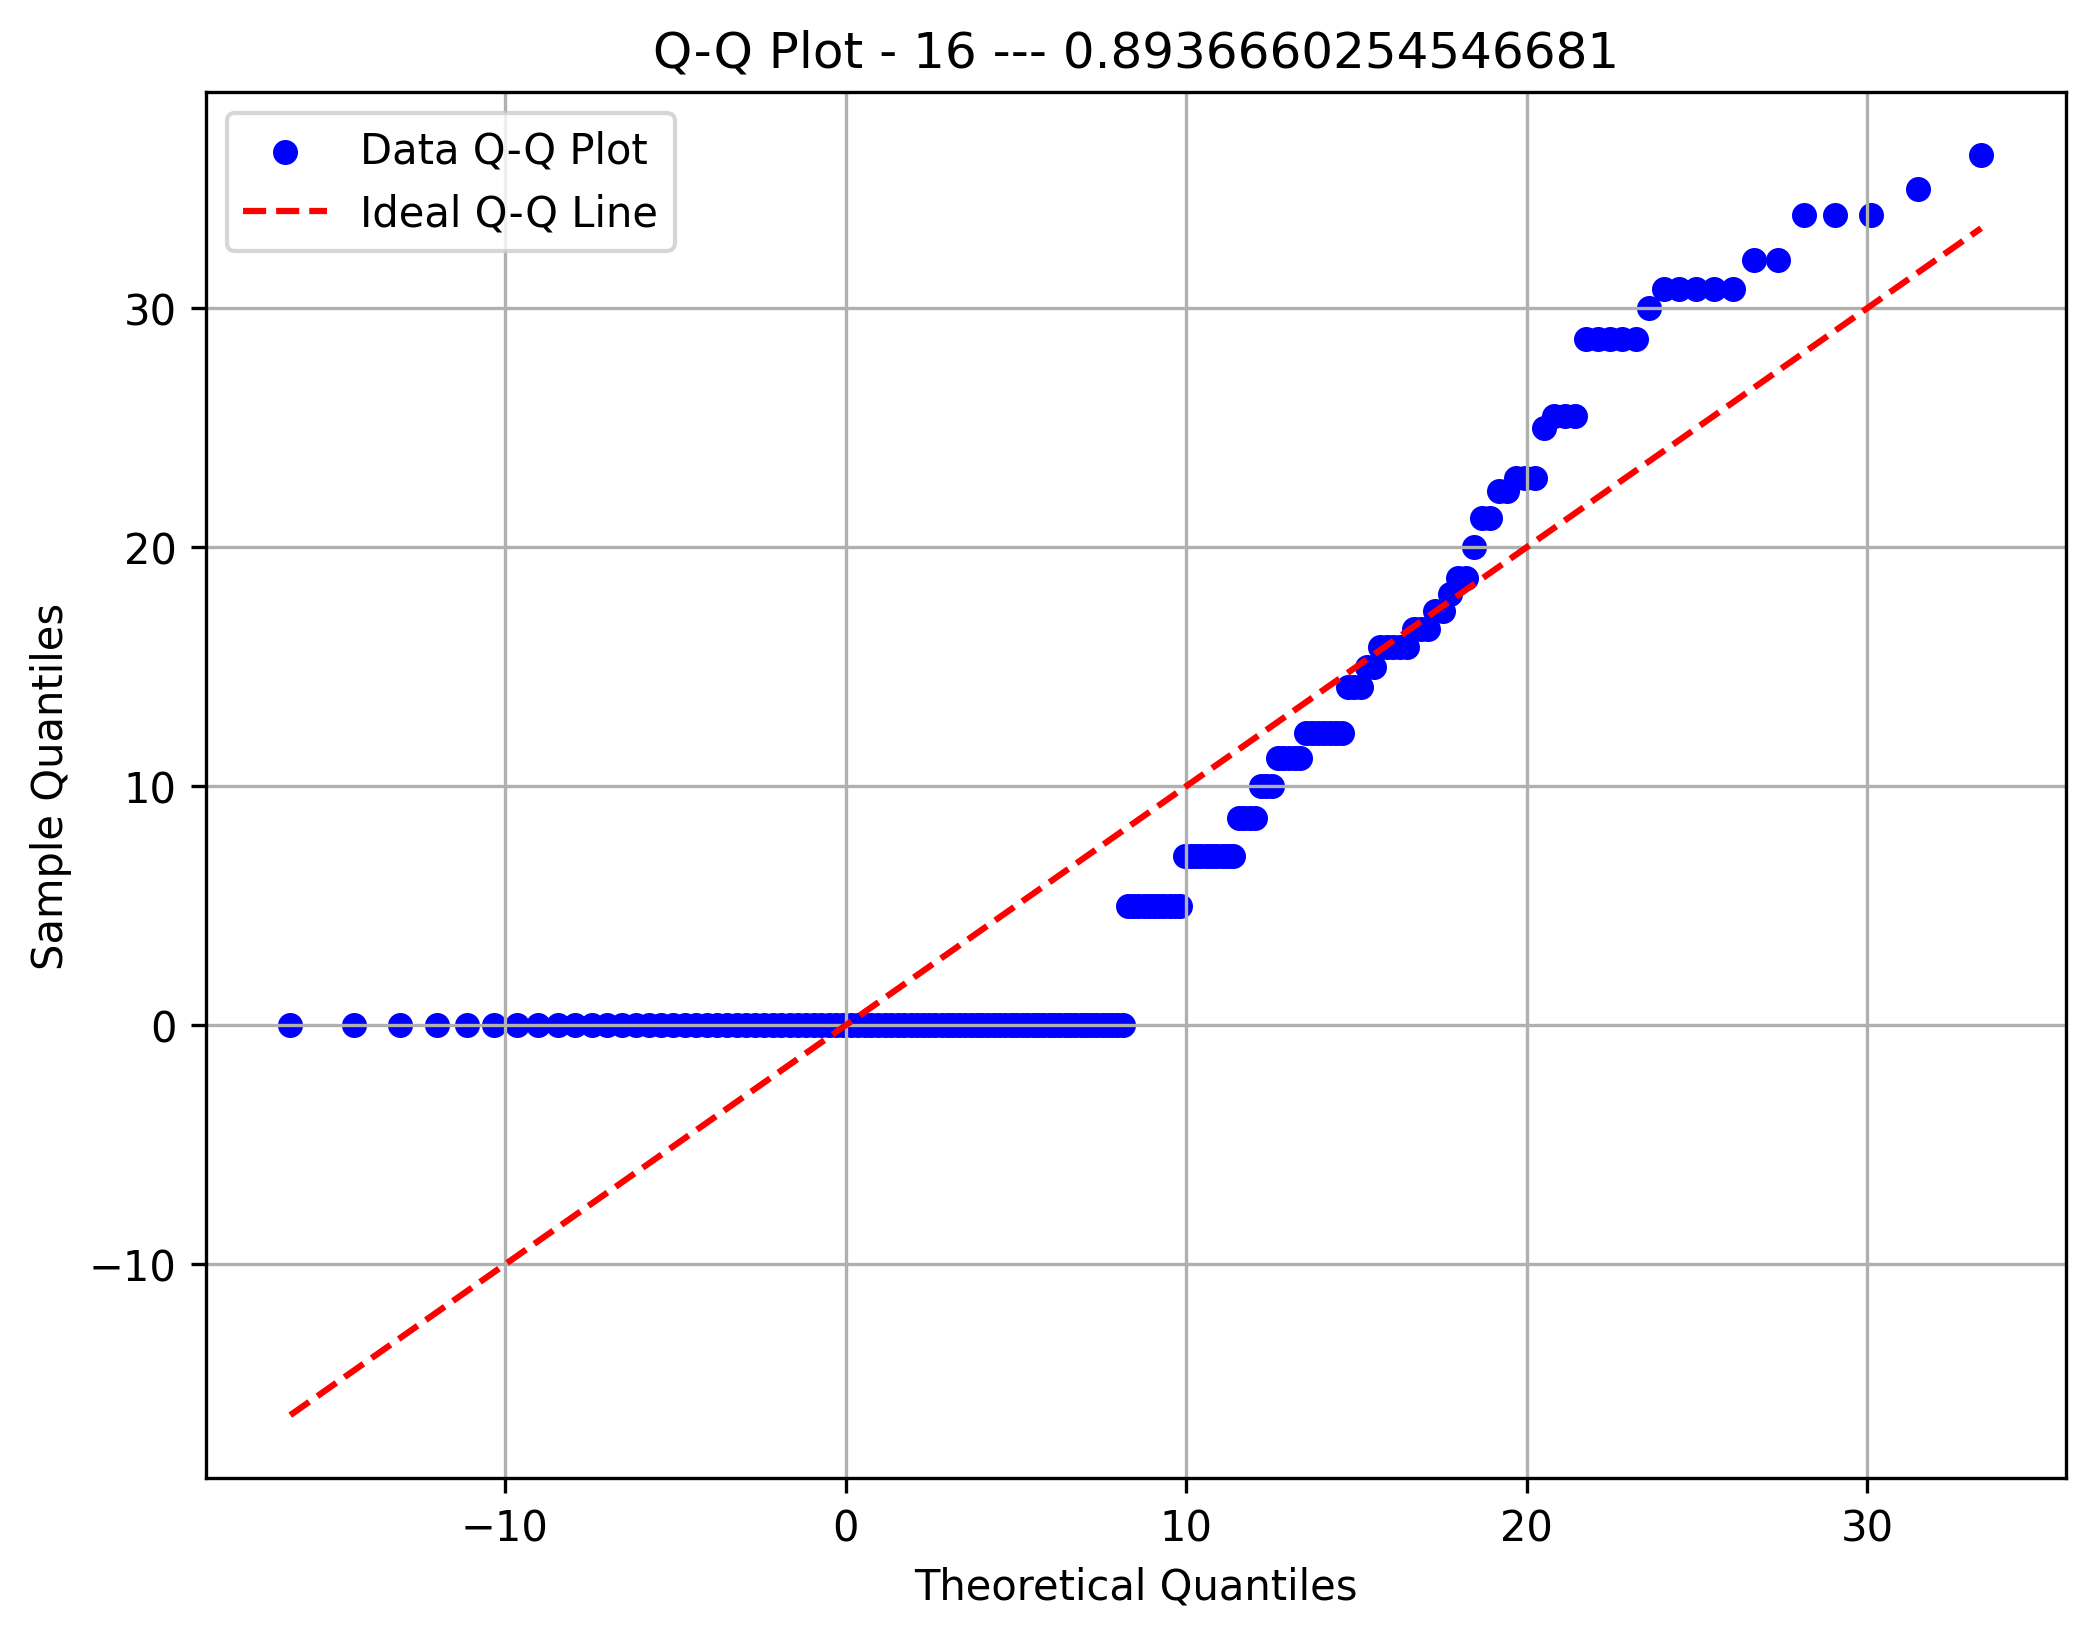 Q-Q Plot - 16 --- 0.8936660254546681
Data Q-Q Plot
Ideal Q-Q Line
Sample Quantiles
30
20
10
0
−10
−10
0
10
20
30
Theoretical Quantiles